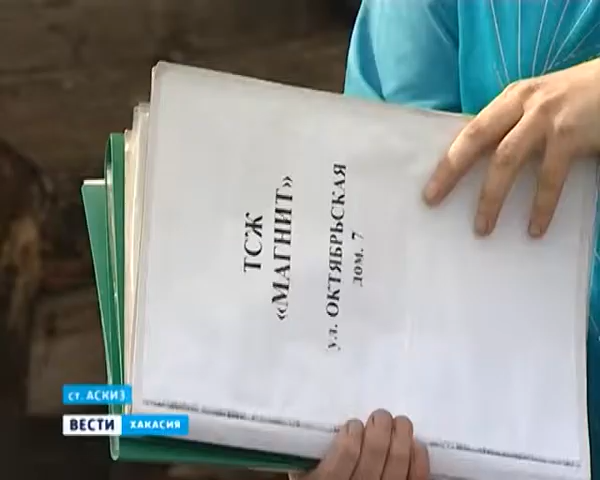 ТСЖ
«МАГНИТ»
ул. ОКТЯБРЬСКАЯ
дом. 7
ст. АСКИЗ
ВЕСТИ ХАКАСИЯ